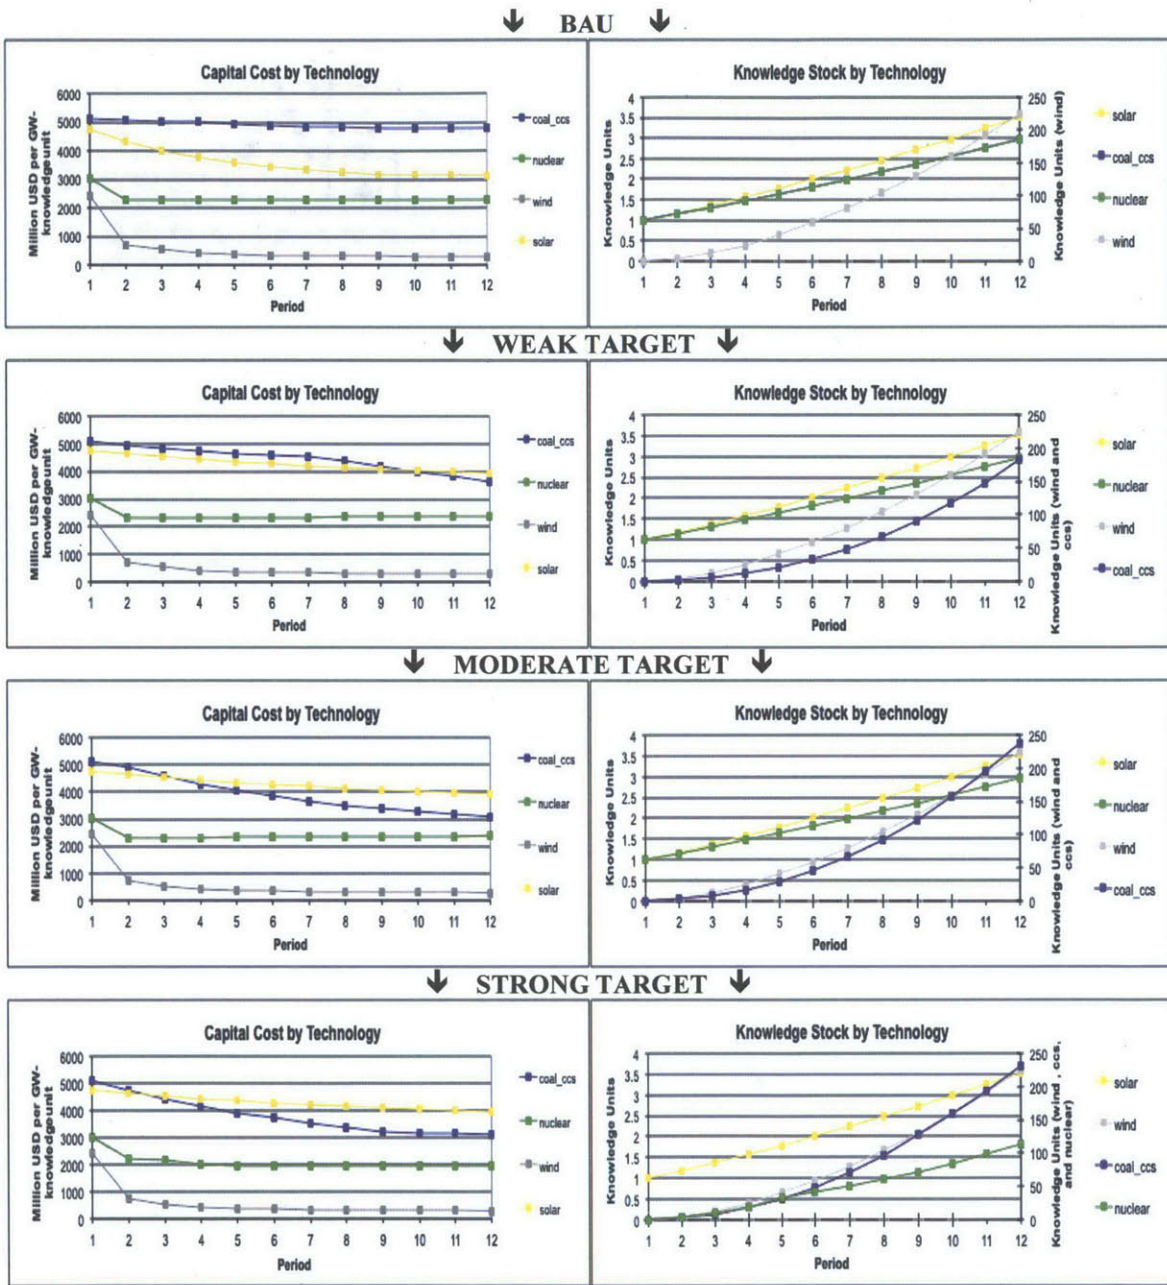 BAU
Capital Cost by Technology
Million USD per GW-
knowledgeunit
6000
5000
4000
3000
2000
1000
0
1 2 3 4 5 6 7 8 9 10 11 12
Period
coal_ccs
nuclear
wind
solar
Knowledge Stock by Technology
Knowledge Units
4
3.5
3
2.5
2
1.5
1
0.5
0
1 2 3 4 5 6 7 8 9 10 11 12
Period
250
200
150
100
50
0
Knowledge Units (wind)
solar
coal_ccs
nuclear
wind
WEAK TARGET
Capital Cost by Technology
Million USD per GW-
knowledgeunit
6000
5000
4000
3000
2000
1000
0
1 2 3 4 5 6 7 8 9 10 11 12
Period
coal_ccs
nuclear
wind
solar
Knowledge Stock by Technology
Knowledge Units
4
3.5
3
2.5
2
1.5
1
0.5
0
1 2 3 4 5 6 7 8 9 10 11 12
Period
250
200
150
100
50
0
Knowledge Units (wind and
ccs)
solar
nuclear
wind
coal_ccs
MODERATE TARGET
Capital Cost by Technology
Million USD per GW-
knowledgeunit
6000
5000
4000
3000
2000
1000
0
1 2 3 4 5 6 7 8 9 10 11 12
Period
coal_ccs
nuclear
wind
solar
Knowledge Stock by Technology
Knowledge Units
4
3.5
3
2.5
2
1.5
1
0.5
0
1 2 3 4 5 6 7 8 9 10 11 12
Period
250
200
150
100
50
0
Knowledge Units (wind and
ccs)
solar
nuclear
wind
coal_ccs
STRONG TARGET
Capital Cost by Technology
Million USD per GW-
knowledgeunit
6000
5000
4000
3000
2000
1000
0
1 2 3 4 5 6 7 8 9 10 11 12
Period
coal_ccs
nuclear
wind
solar
Knowledge Stock by Technology
Knowledge Units
4
3.5
3
2.5
2
1.5
1
0.5
0
1 2 3 4 5 6 7 8 9 10 11 12
Period
250
200
150
100
50
0
Knowledge Units (wind , ccs,
and nuclear)
solar
wind
coal_ccs
nuclear